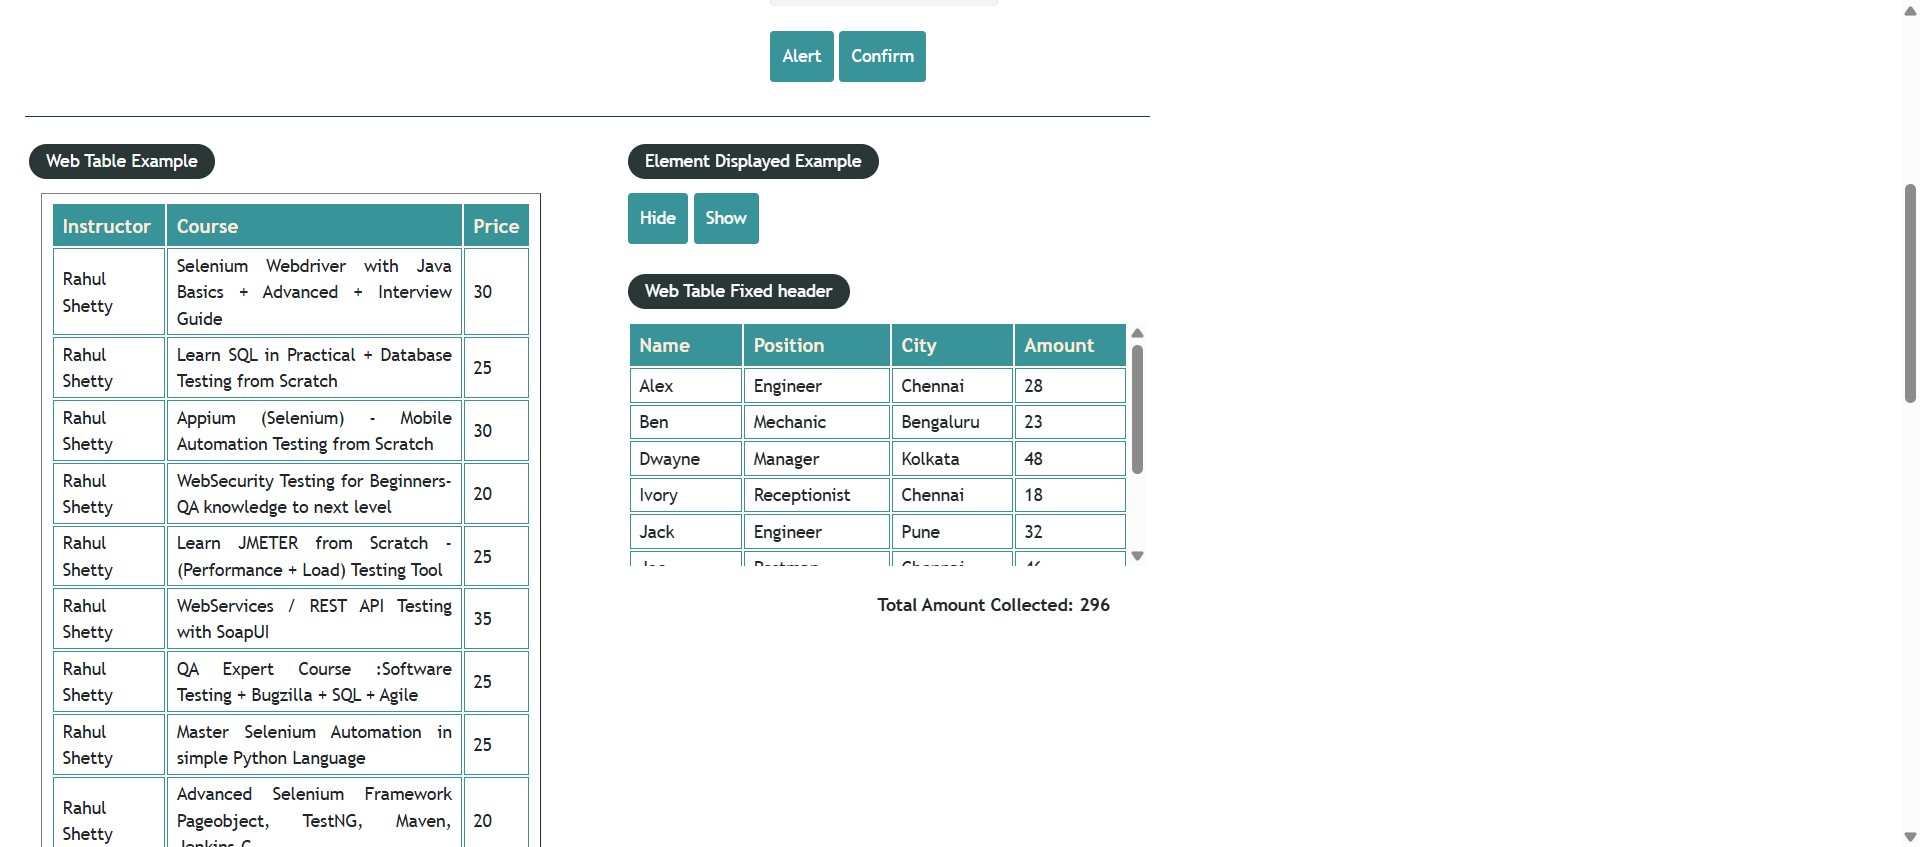 Alert Confirm
Web Table Example
Instructor Course Price
Rahul Shetty Selenium Webdriver with Java Basics + Advanced + Interview Guide 30
Rahul Shetty Learn SQL in Practical + Database Testing from Scratch 25
Rahul Shetty Appium (Selenium) - Mobile Automation Testing from Scratch 30
Rahul Shetty WebSecurity Testing for Beginners-QA knowledge to next level 20
Rahul Shetty Learn JMETER from Scratch - (Performance + Load) Testing Tool 25
Rahul Shetty WebServices / REST API Testing with SoapUI 35
Rahul Shetty QA Expert Course :Software Testing + Bugzilla + SQL + Agile 25
Rahul Shetty Master Selenium Automation in simple Python Language 25
Rahul Shetty Advanced Selenium Framework Pageobject, TestNG, Maven, 20
Element Displayed Example
Hide Show
Web Table Fixed header
Name Position City Amount
Alex Engineer Chennai 28
Ben Mechanic Bengaluru 23
Dwayne Manager Kolkata 48
Ivory Receptionist Chennai 18
Jack Engineer Pune 32
Total Amount Collected: 296